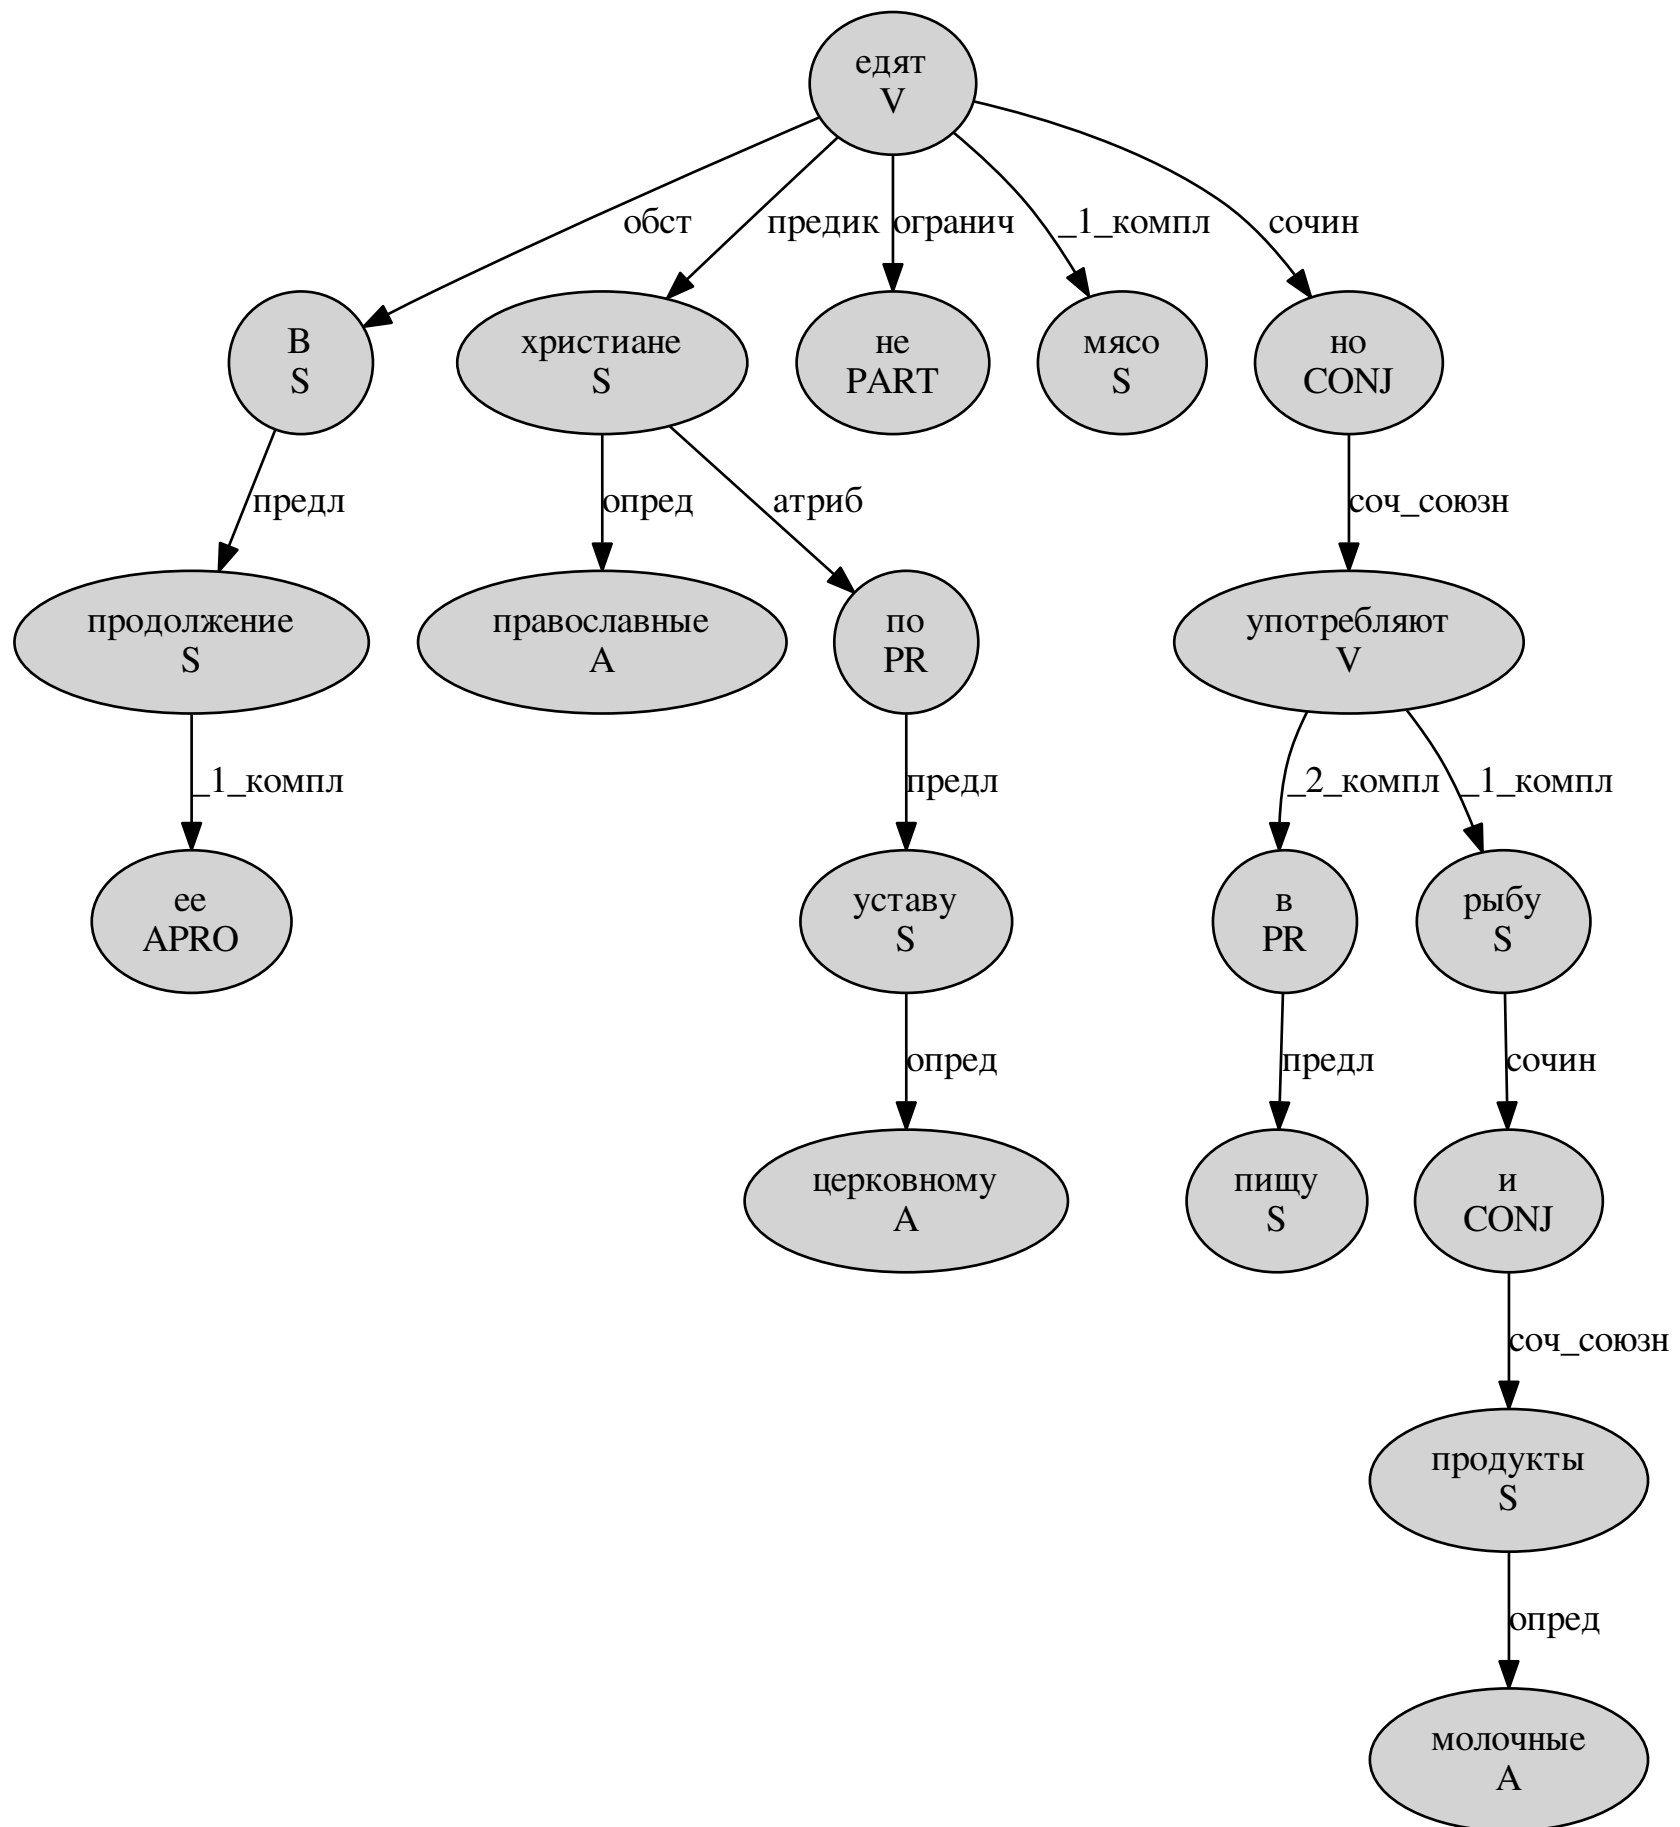 едят
V
обст
предик
огранич
_1_компл
сочин
В
S
христиане
S
не
PART
мясо
S
но
CONJ
предл
опред
атриб
соч_союзн
продолжение
S
православные
A
по
PR
употребляют
V
_1_компл
предл
_2_компл
_1_компл
ее
APRO
уставу
S
в
PR
рыбу
S
опред
предл
сочин
церковному
A
пищу
S
и
CONJ
соч_союзн
продукты
S
опред
молочные
A